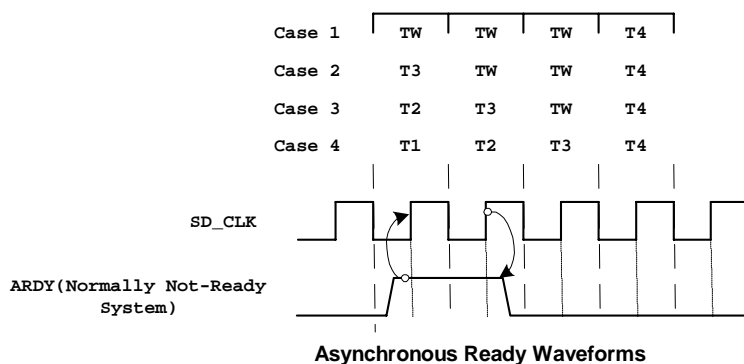 Case 1 TW TW TW T4
Case 2 T3 TW TW T4
Case 3 T2 T3 TW T4
Case 4 T1 T2 T3 T4
SD_CLK
ARDY(Normally Not-Ready
System)
Asynchronous Ready Waveforms